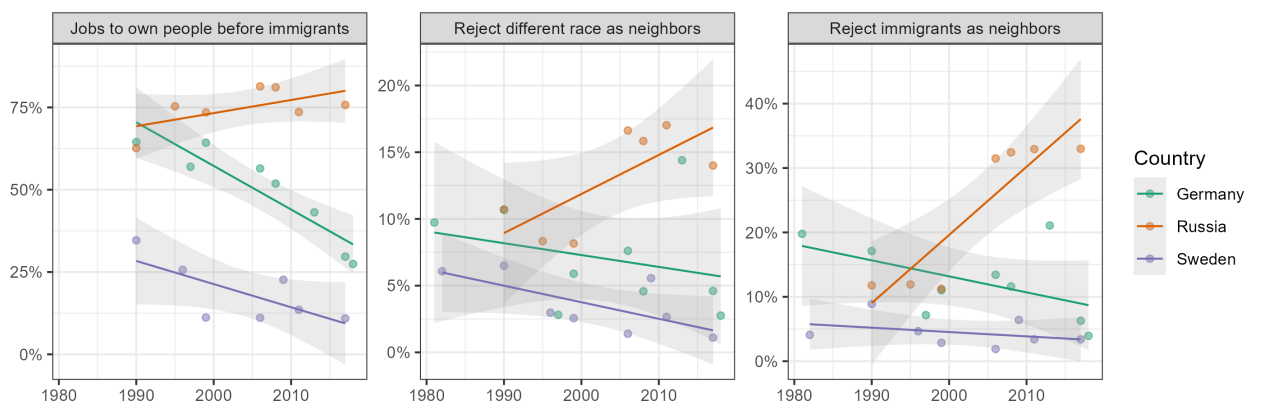 Jobs to own people before immigrants
Reject different race as neighbors
Reject immigrants as neighbors
75%
50%
25%
0%
1980 1990 2000 2010
20%
15%
10%
5%
0%
1980 1990 2000 2010
40%
30%
20%
10%
0%
1980 1990 2000 2010
Country
Germany
Russia
Sweden